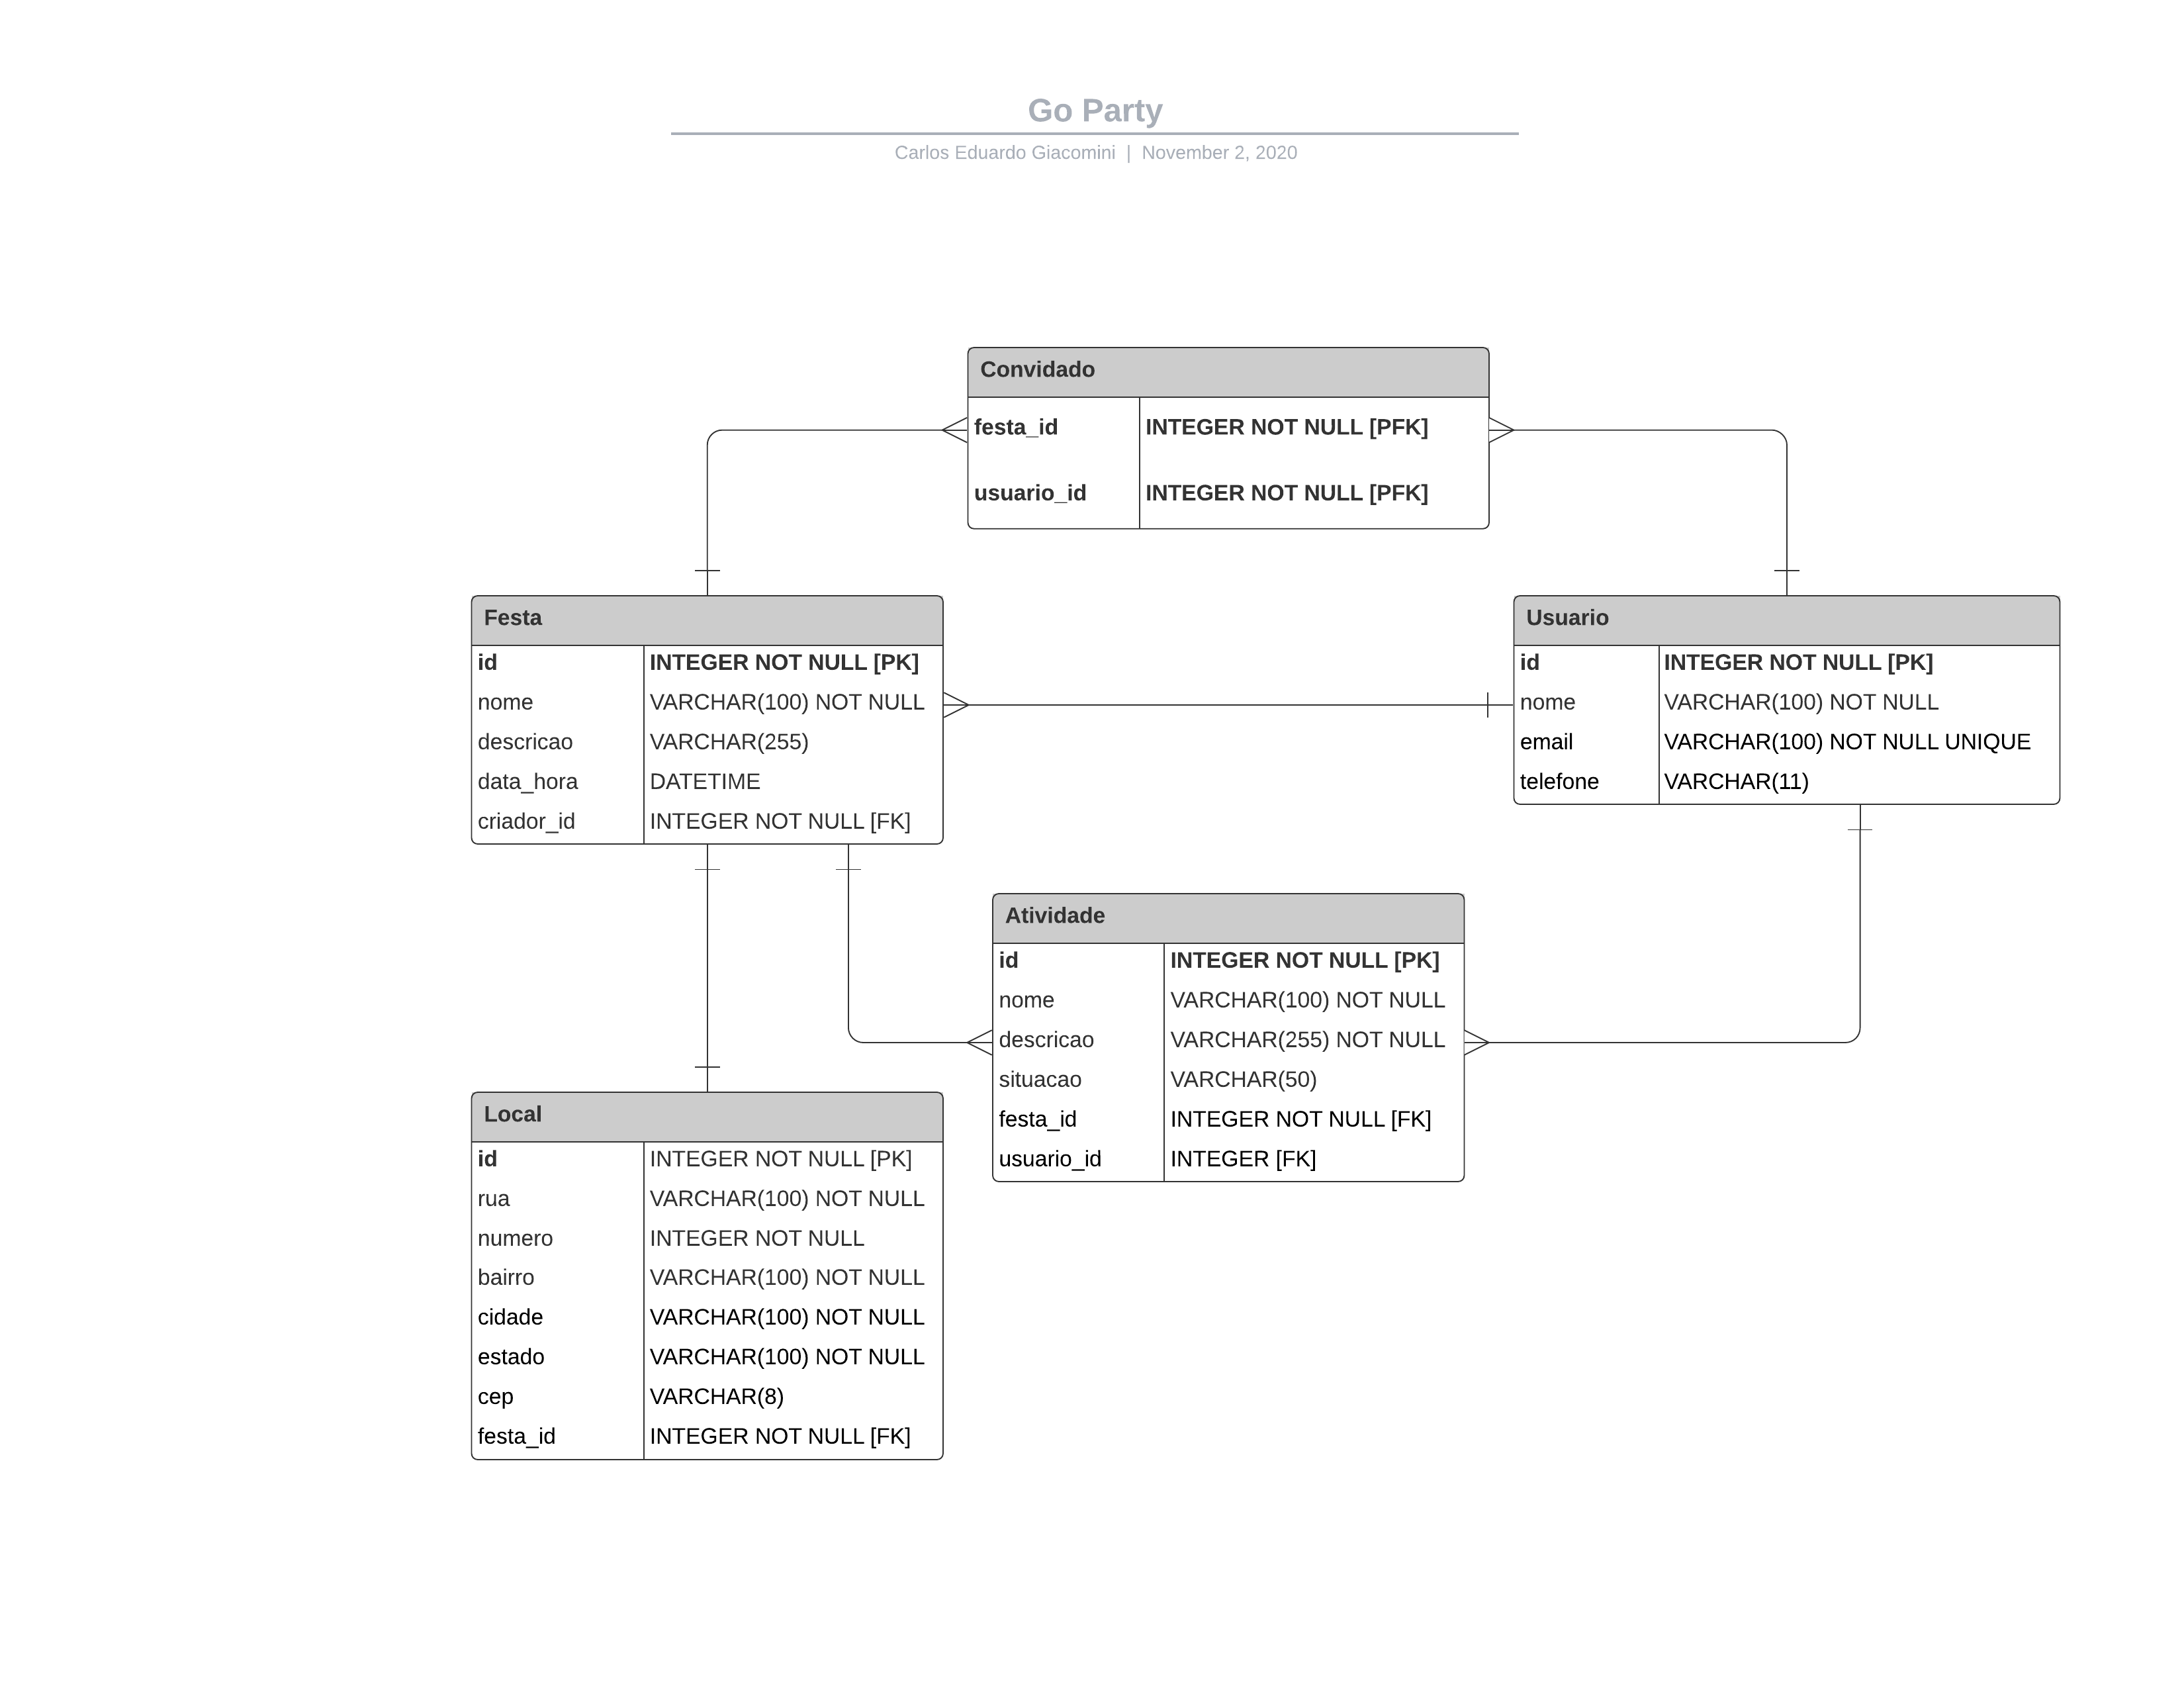 Go Party
Carlos Eduardo Giacomini | November 2, 2020
Convidado
festa_id INTEGER NOT NULL [PFK]
usuario_id INTEGER NOT NULL [PFK]
Festa
id INTEGER NOT NULL [PK]
nome VARCHAR(100) NOT NULL
descricao VARCHAR(255)
data_hora DATETIME
criador_id INTEGER NOT NULL [FK]
Usuario
id INTEGER NOT NULL [PK]
nome VARCHAR(100) NOT NULL
email VARCHAR(100) NOT NULL UNIQUE
telefone VARCHAR(11)
Atividade
id INTEGER NOT NULL [PK]
nome VARCHAR(100) NOT NULL
descricao VARCHAR(255) NOT NULL
situacao VARCHAR(50)
festa_id INTEGER NOT NULL [FK]
usuario_id INTEGER [FK]
Local
id INTEGER NOT NULL [PK]
rua VARCHAR(100) NOT NULL
numero INTEGER NOT NULL
bairro VARCHAR(100) NOT NULL
cidade VARCHAR(100) NOT NULL
estado VARCHAR(100) NOT NULL
cep VARCHAR(8)
festa_id INTEGER NOT NULL [FK]